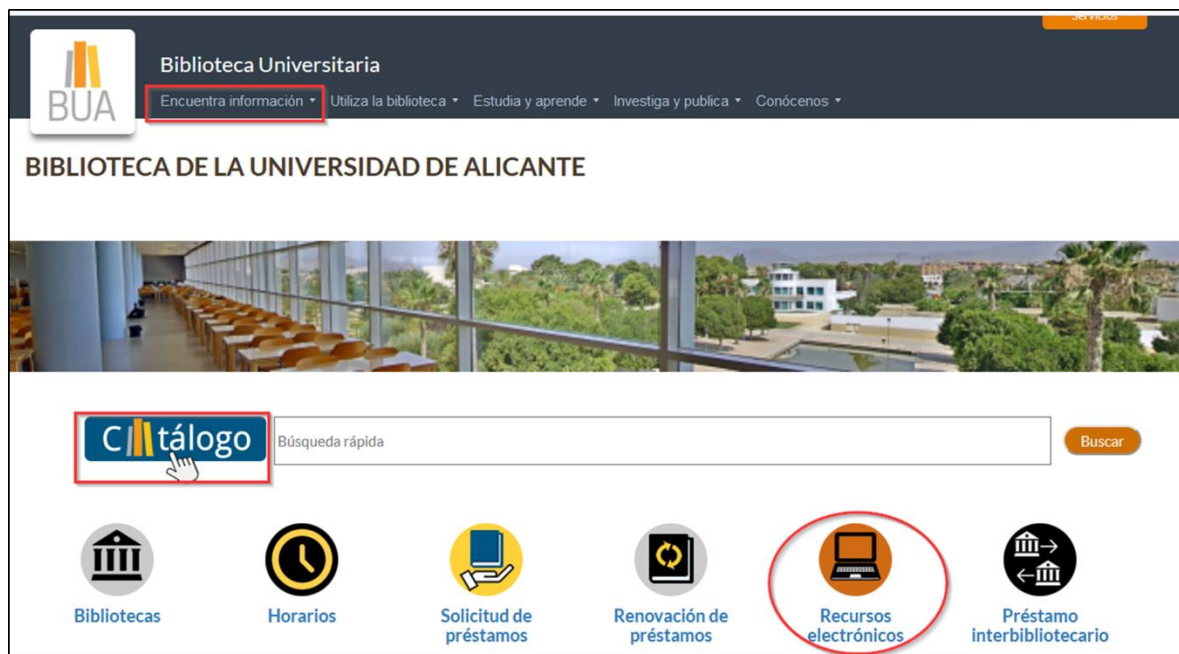 Servicios
Biblioteca Universitaria
BUA
Encuentra información Utiliza la biblioteca Estudia y aprende Investiga y publica Conócenos
BIBLIOTECA DE LA UNIVERSIDAD DE ALICANTE
Catálogo Búsqueda rápida Buscar
Bibliotecas Horarios Solicitud de préstamos Renovación de préstamos Recursos electrónicos Préstamo interbibliotecario